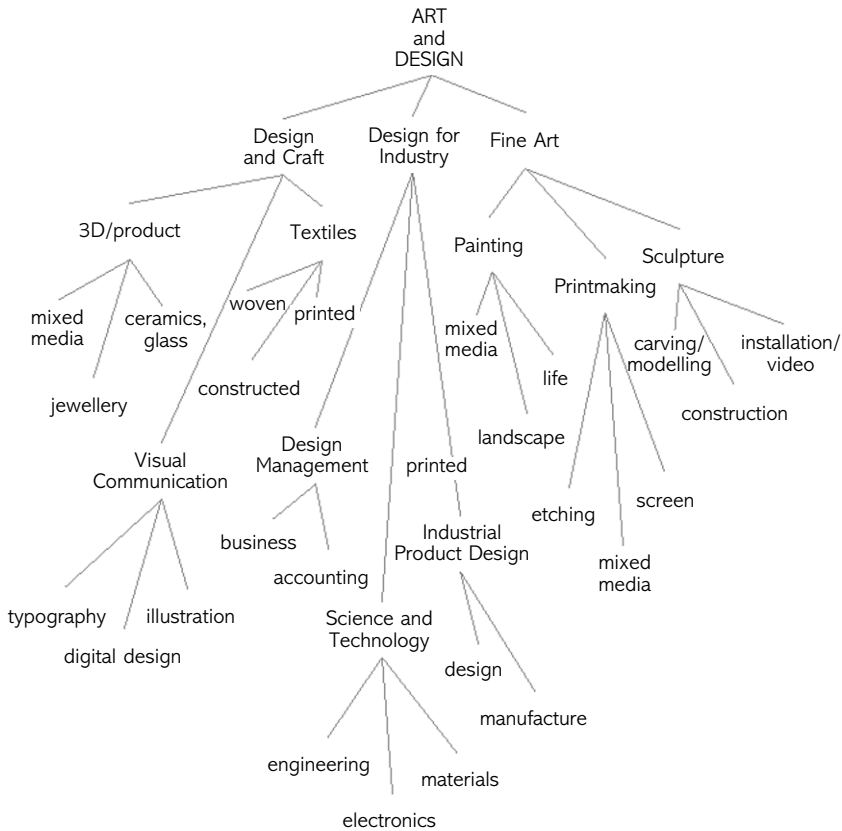 ART
and
DESIGN
Design
and Craft
Design for
Industry
Fine Art
3D/product
Textiles
Painting
Sculpture
Printmaking
mixed
media
ceramics,
glass
jewellery
woven
printed
constructed
mixed
media
life
landscape
carving/
modelling
installation/
video
construction
Visual
Communication
Design
Management
printed
etching
screen
mixed
media
business
accounting
Industrial
Product Design
typography
illustration
digital design
Science and
Technology
design
manufacture
engineering
materials
electronics